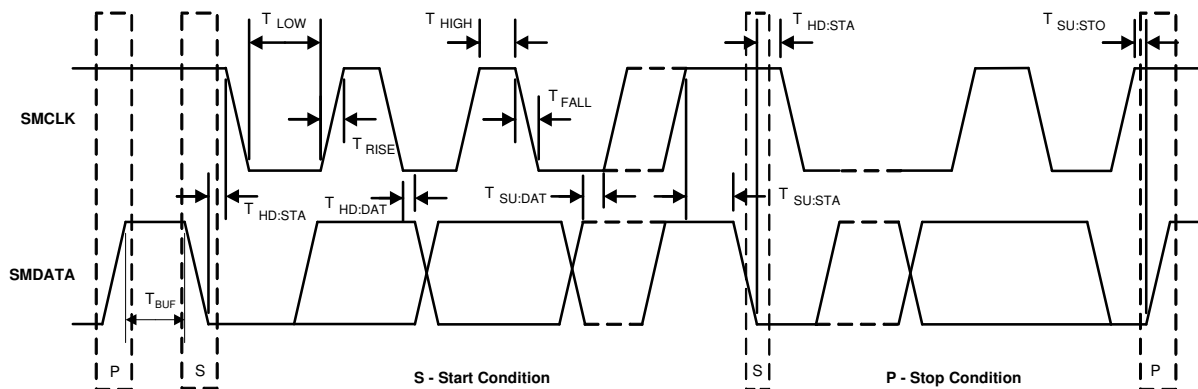 T LOW
T HIGH
T HD:STA
T SU:STO
SMCLK
T FALL
T RISE
T HD:STA
T HD:DAT
T SU:DAT
T SU:STA
SMDATA
T BUF
P
S
S - Start Condition
S
P - Stop Condition
P